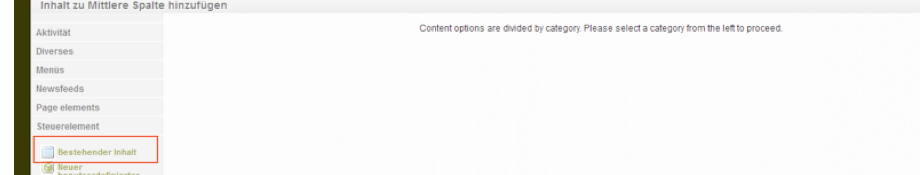 Inhalt zu Mittlere Spalte hinzufügen
Content options are divided by category. Please select a category from the left to proceed.
Aktivität
Diverses
Menüs
Newsfeeds
Page elements
Steuerelement
Bestehender Inhalt
Neuer
benutzerdefinierten